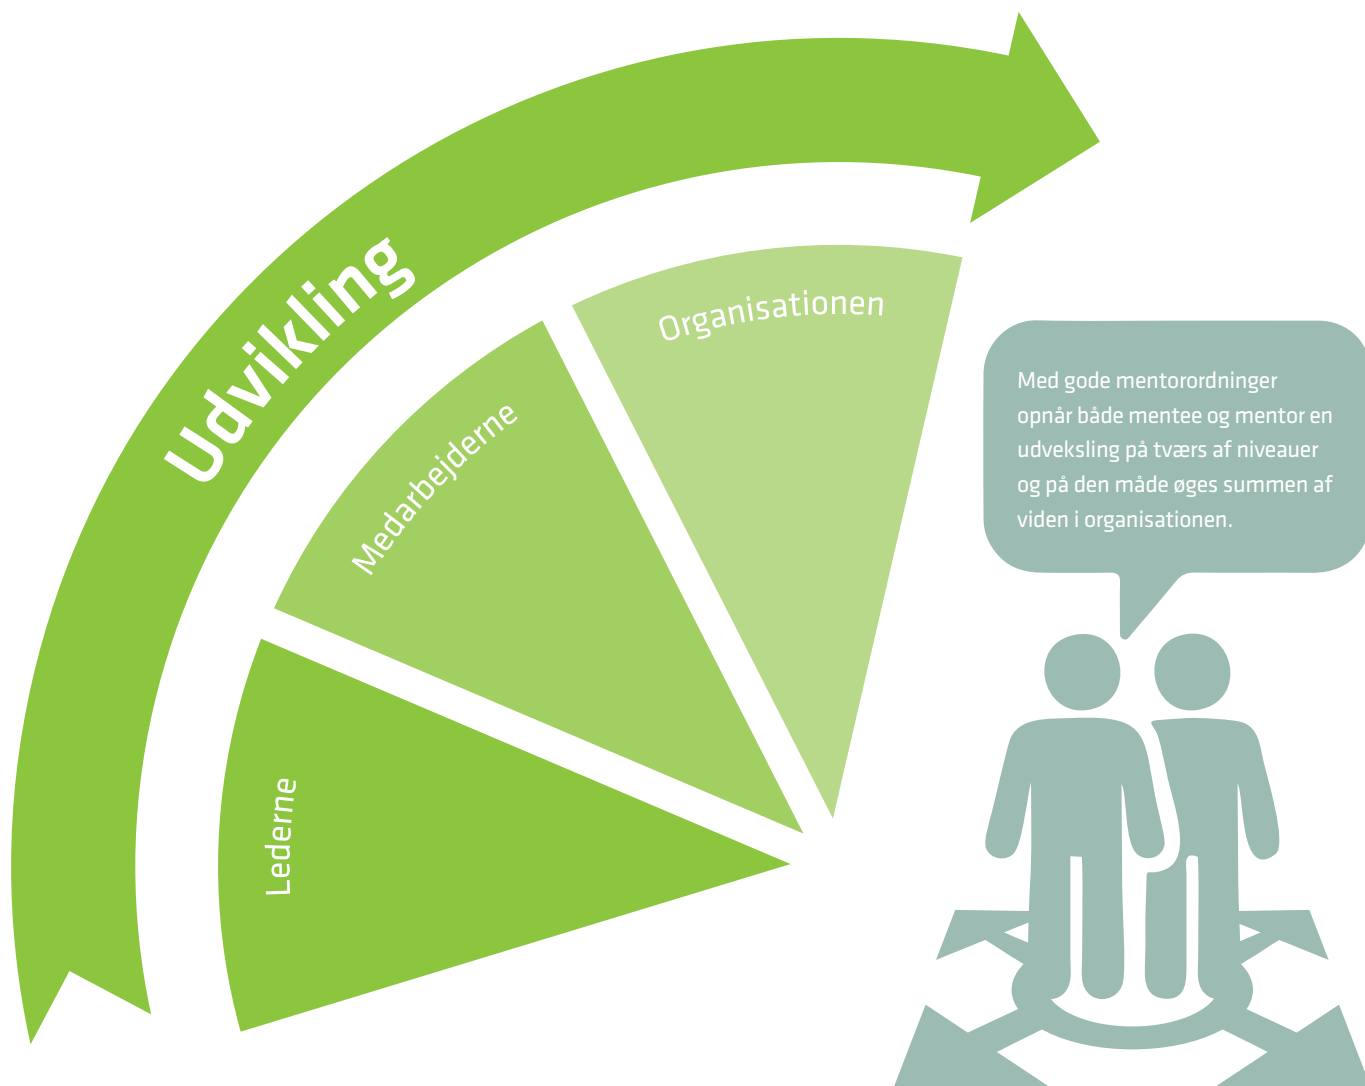 Udvikling
Organisationen
Medarbejderne
Lederne
Med gode mentorordninger
opnår både mentee og mentor en
udveksling på tværs af niveauer
og på den måde øges summen af
viden i organisationen.